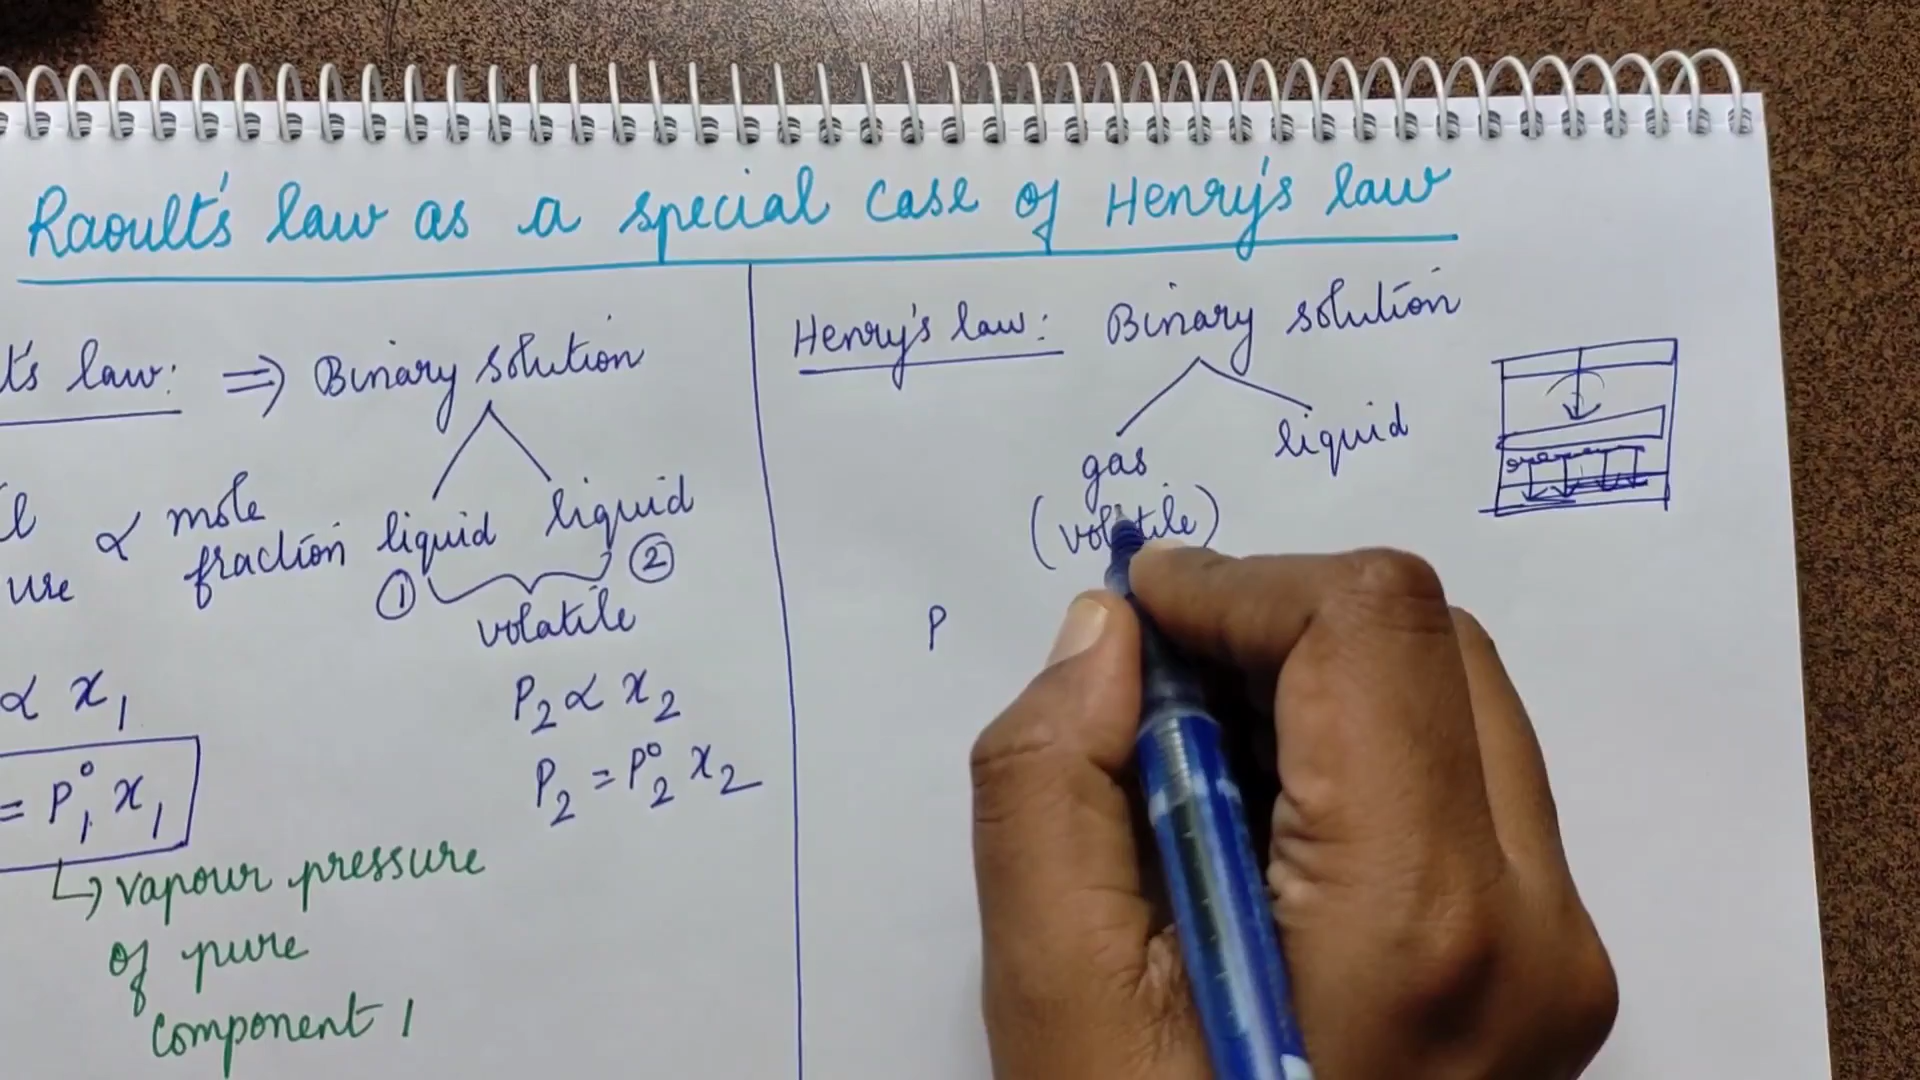 Raoult's law as a special case of Henry's law
t's law: => Binary solution
liquid liquid
① ②
volatile
∝ mole
ure fraction
∝ x₁
= P₁° x₁
↳ vapour pressure
of pure
component 1
P₂ ∝ x₂
P₂ = P₂° x₂
Henry's law: Binary solution
gas liquid
(volatile)
P